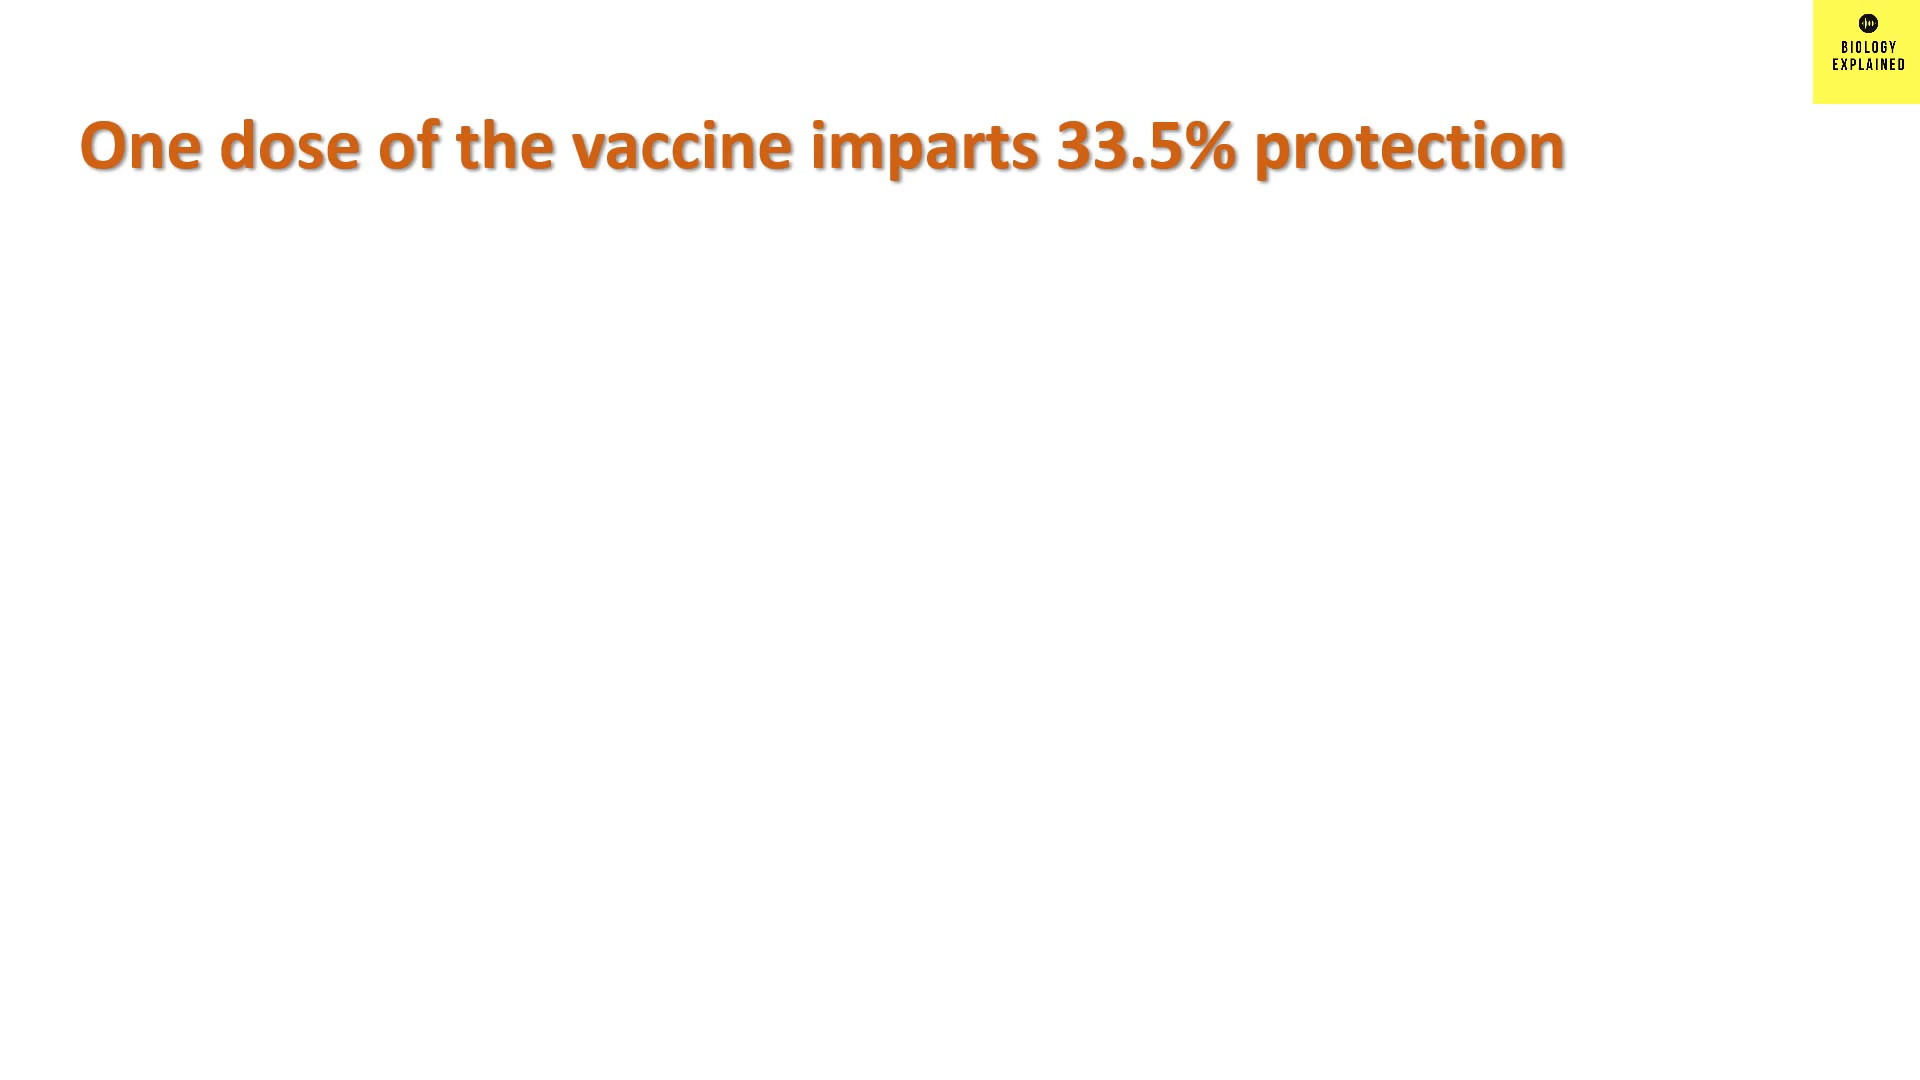 BIOLOGY
EXPLAINED
One dose of the vaccine imparts 33.5% protection